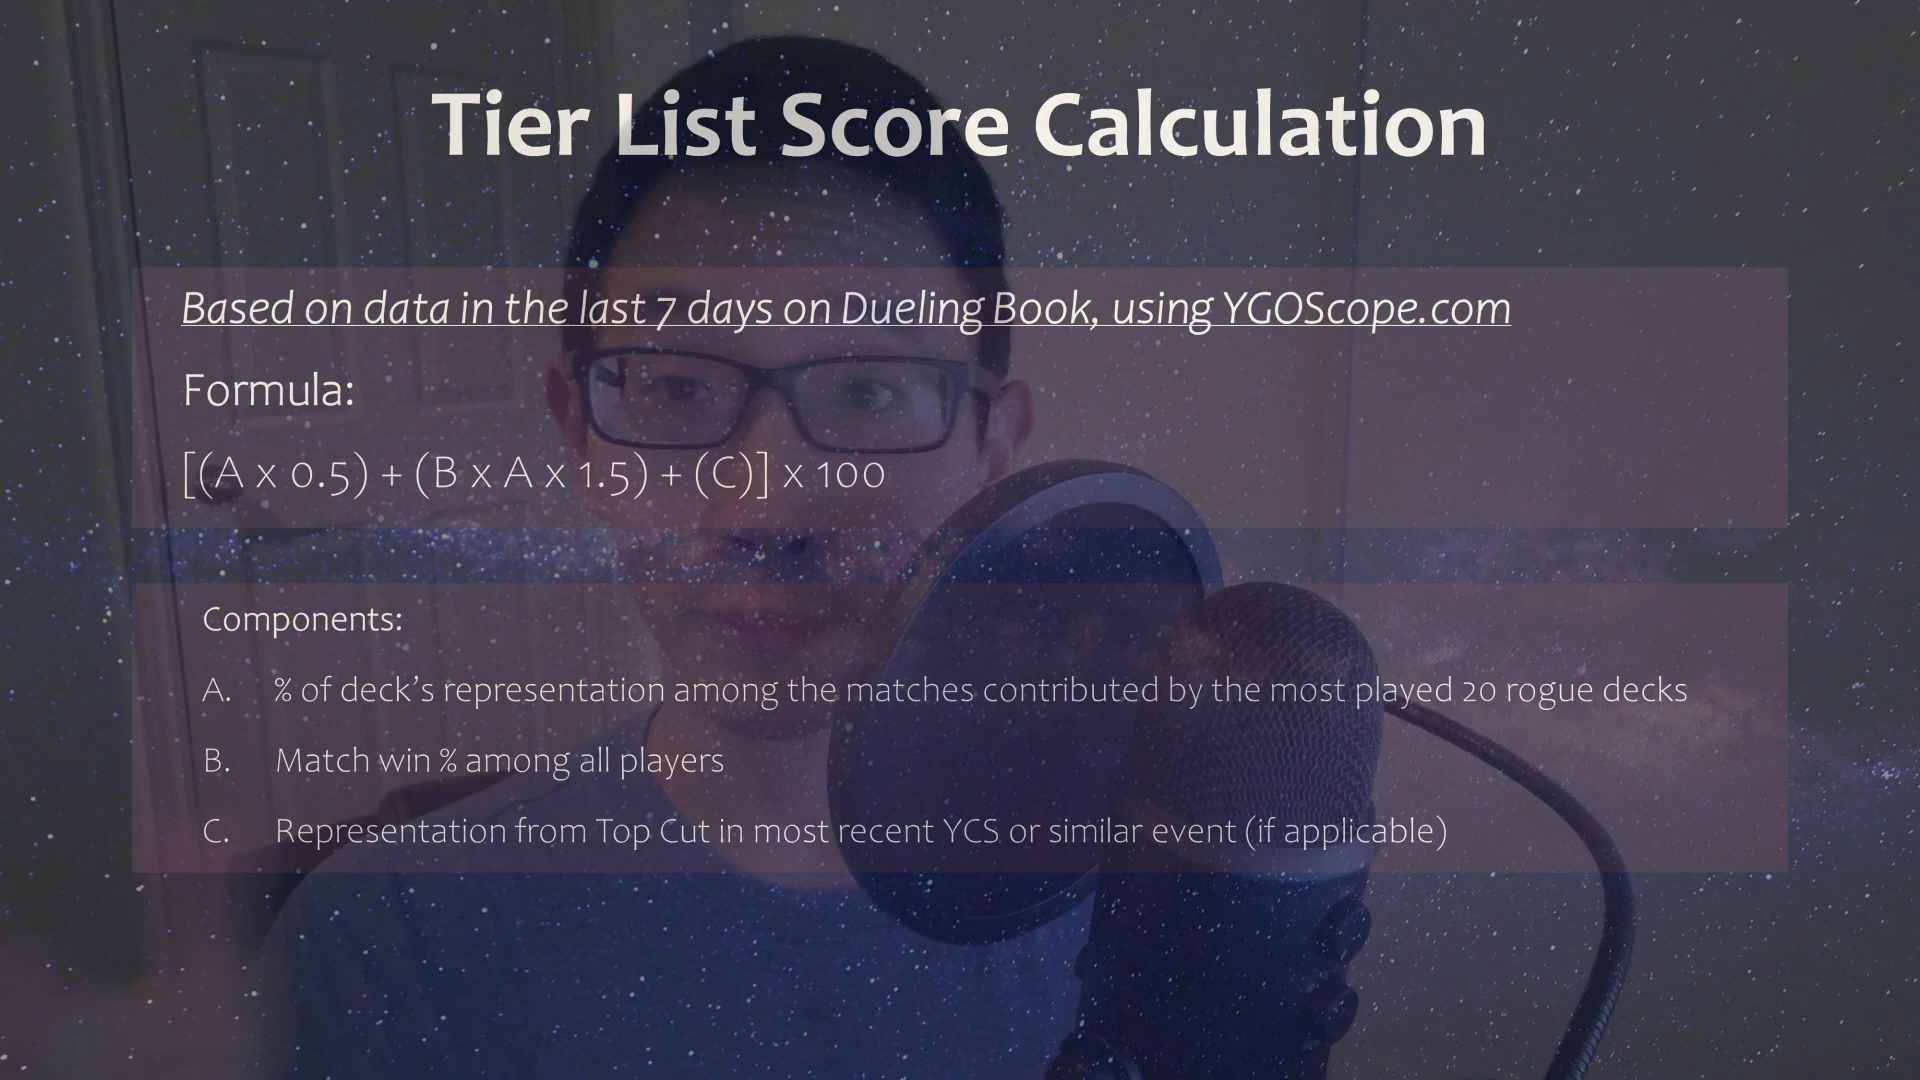 Tier List Score Calculation
Based on data in the last 7 days on Dueling Book, using YGOScope.com
Formula:
[(A x 0.5) + (B x A x 1.5) + (C)] x 100
Components:
A. % of deck’s representation among the matches contributed by the most played 20 rogue decks
B. Match win % among all players
C. Representation from Top Cut in most recent YCS or similar event (if applicable)